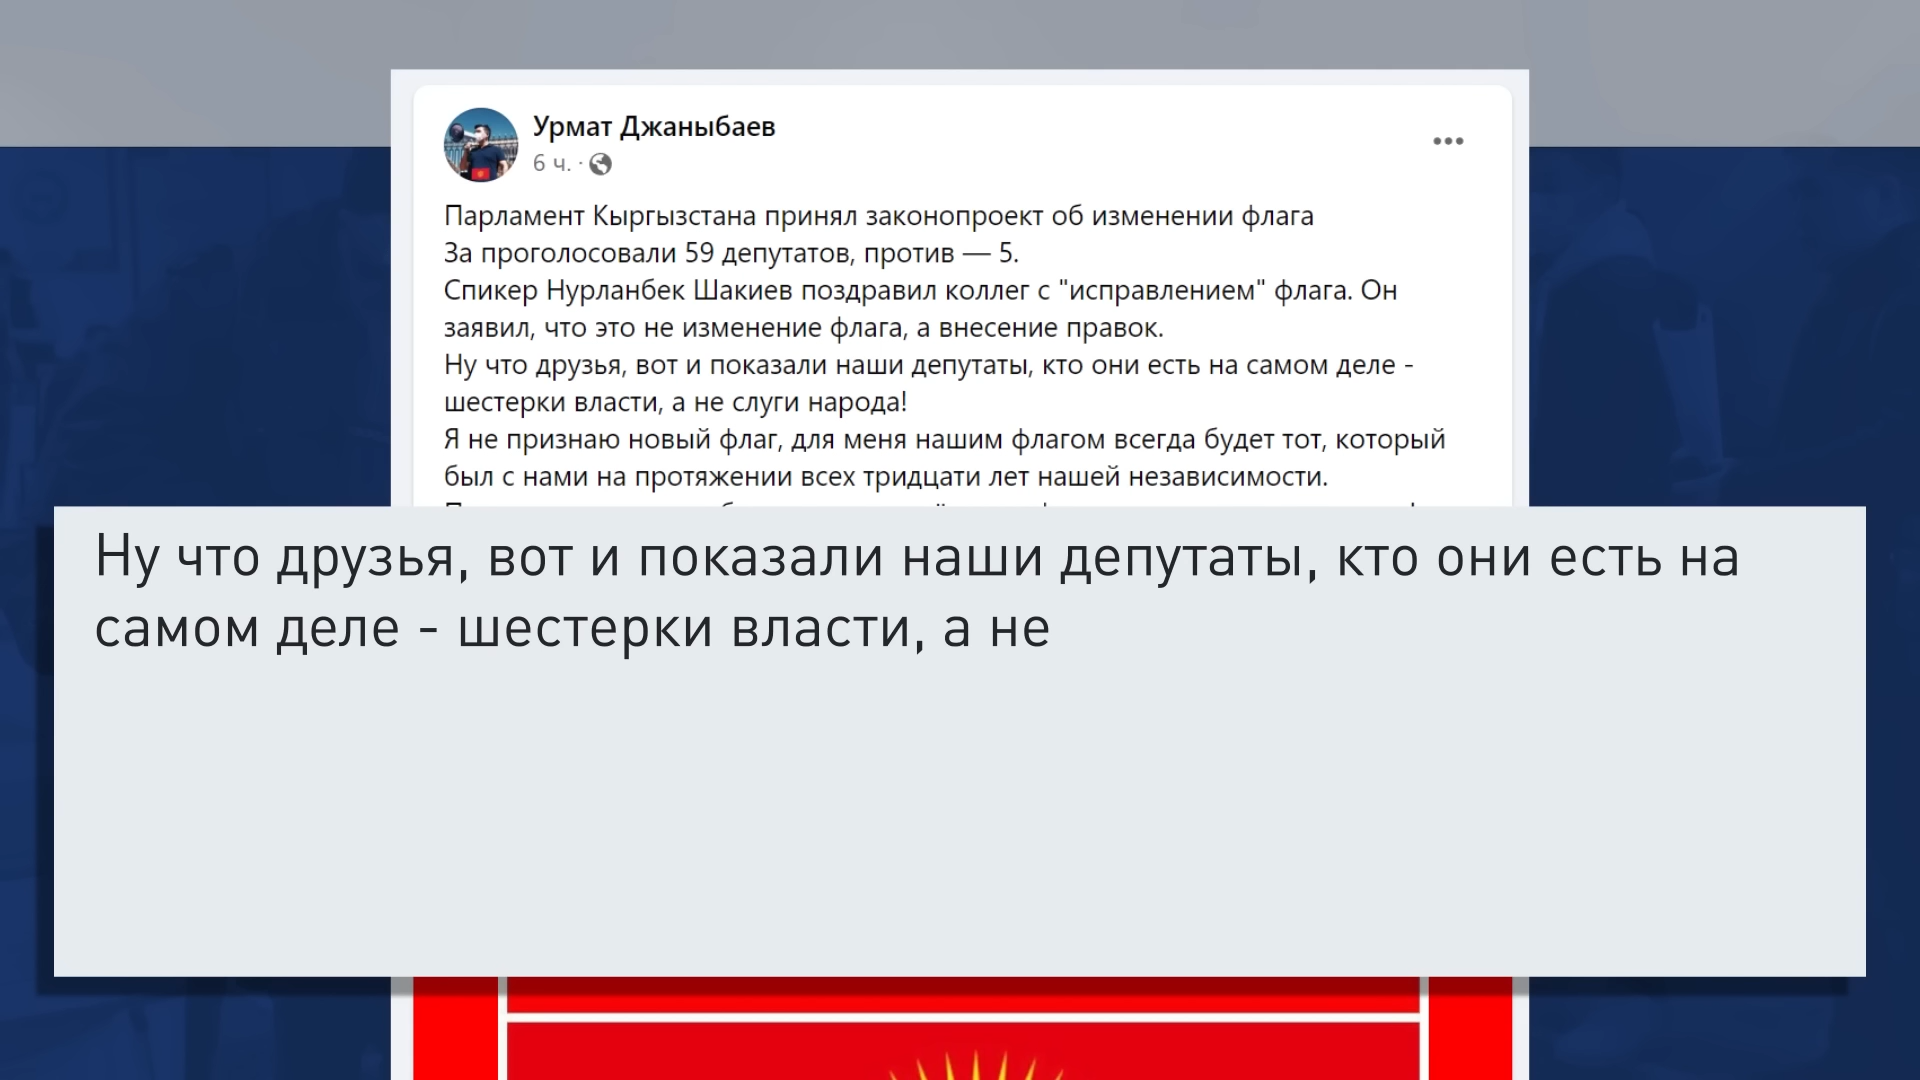 Урмат Джаныбаев
6 ч. ·
Парламент Кыргызстана принял законопроект об изменении флага
За проголосовали 59 депутатов, против — 5.
Спикер Нурланбек Шакиев поздравил коллег с "исправлением" флага. Он
заявил, что это не изменение флага, а внесение правок.
Ну что друзья, вот и показали наши депутаты, кто они есть на самом деле -
шестерки власти, а не слуги народа!
Я не признаю новый флаг, для меня нашим флагом всегда будет тот, который
был с нами на протяжении всех тридцати лет нашей независимости.
Ну что друзья, вот и показали наши депутаты, кто они есть на
самом деле - шестерки власти, а не